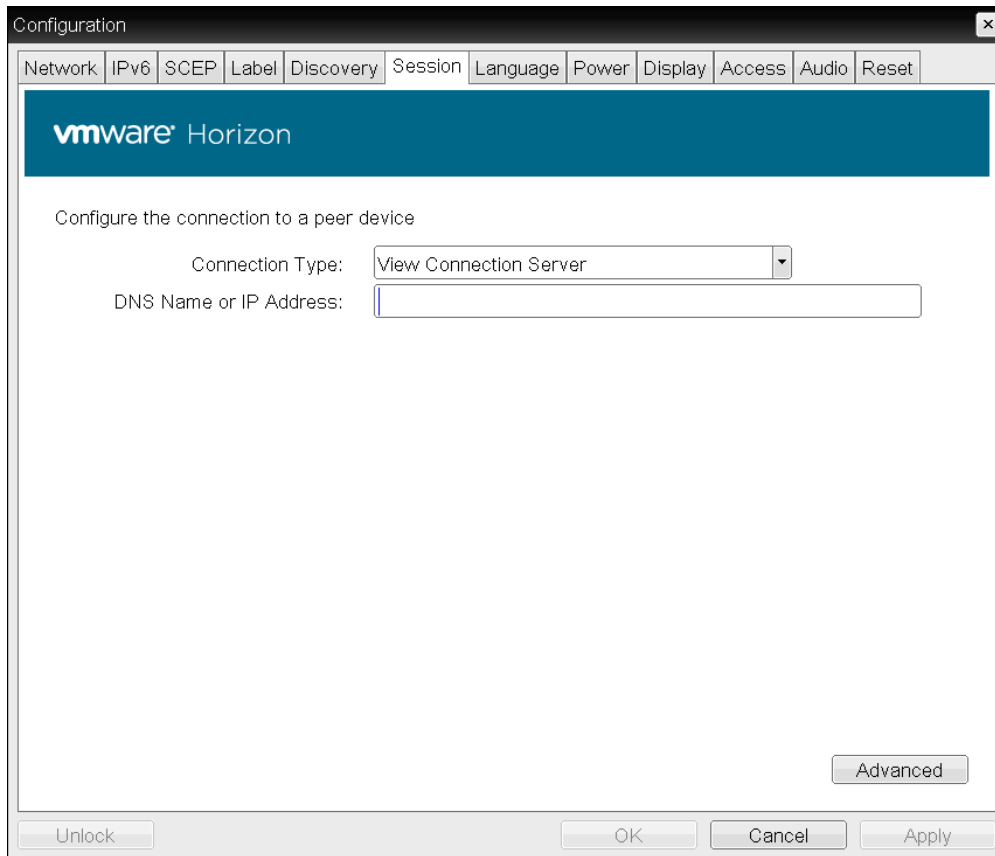 Configuration
Network IPv6 SCEP Label Discovery Session Language Power Display Access Audio Reset
vmware Horizon
Configure the connection to a peer device
Connection Type: View Connection Server
DNS Name or IP Address:
Advanced
Unlock OK Cancel Apply